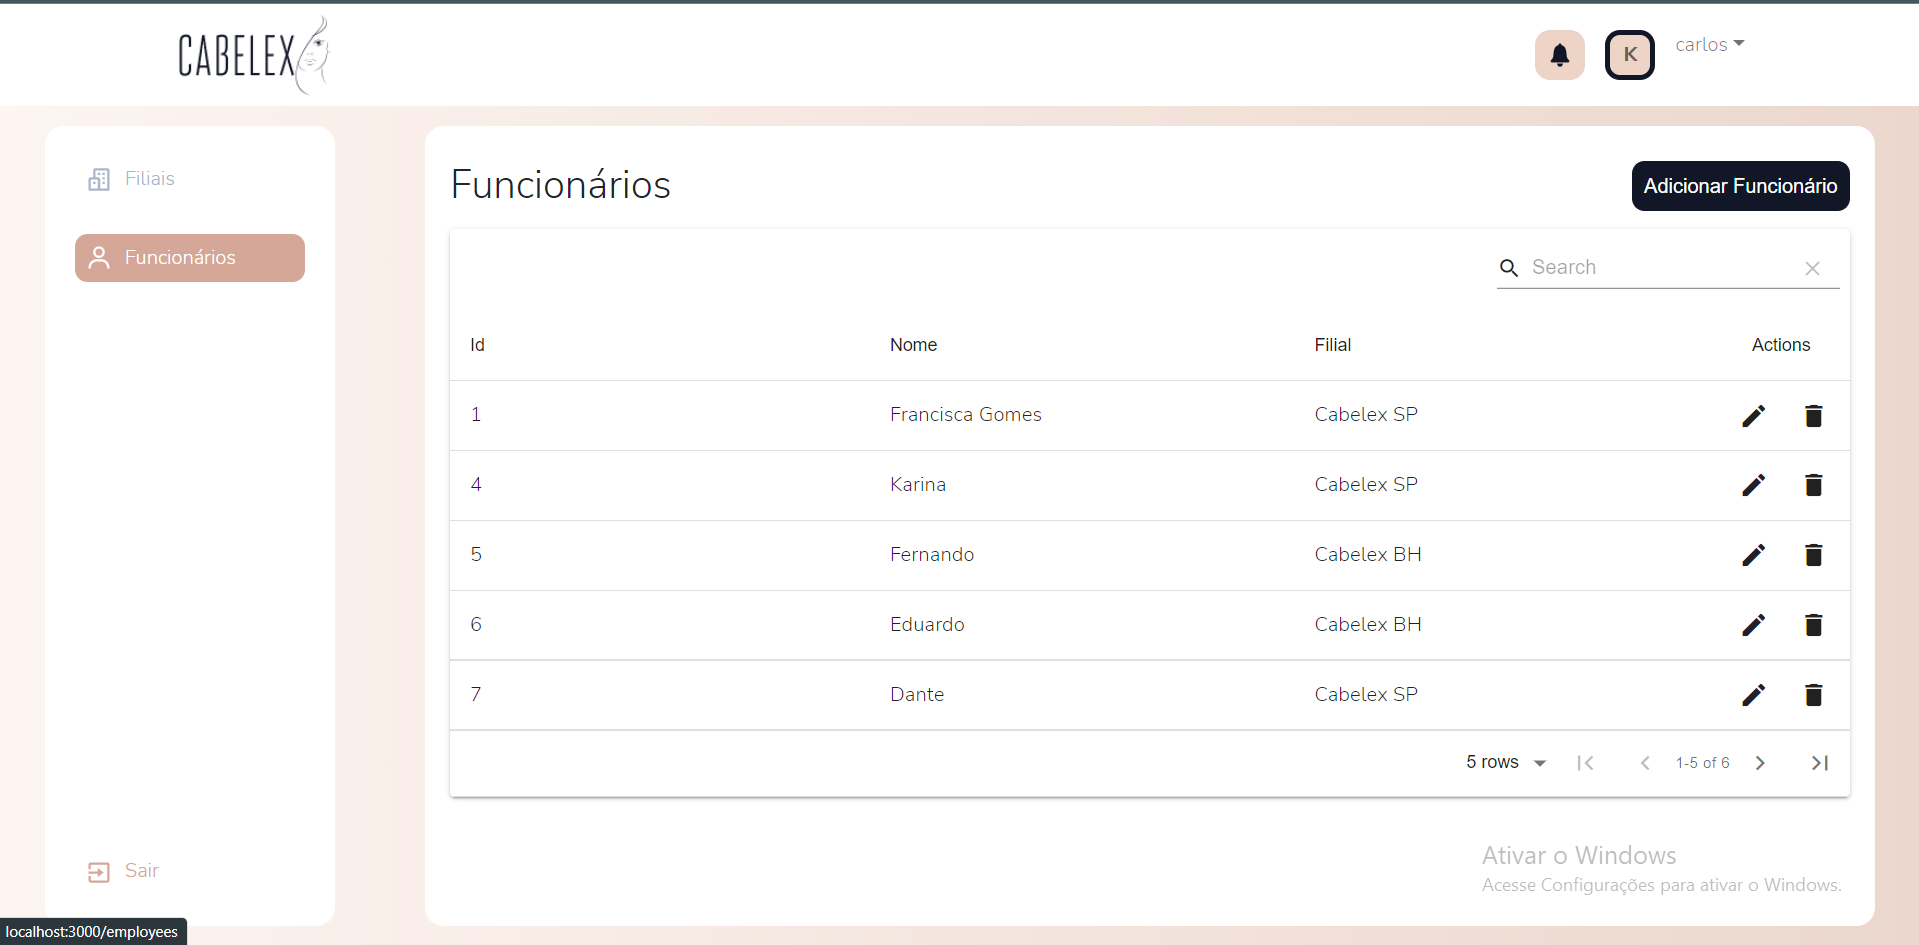 CABELEX
K
carlos
Filiais
Funcionários
Sair
Funcionários
Adicionar Funcionário
Search
Id Nome Filial Actions
1 Francisca Gomes Cabelex SP
4 Karina Cabelex SP
5 Fernando Cabelex BH
6 Eduardo Cabelex BH
7 Dante Cabelex SP
5 rows 1-5 of 6
Ativar o Windows
Acesse Configurações para ativar o Windows.
localhost:3000/employees